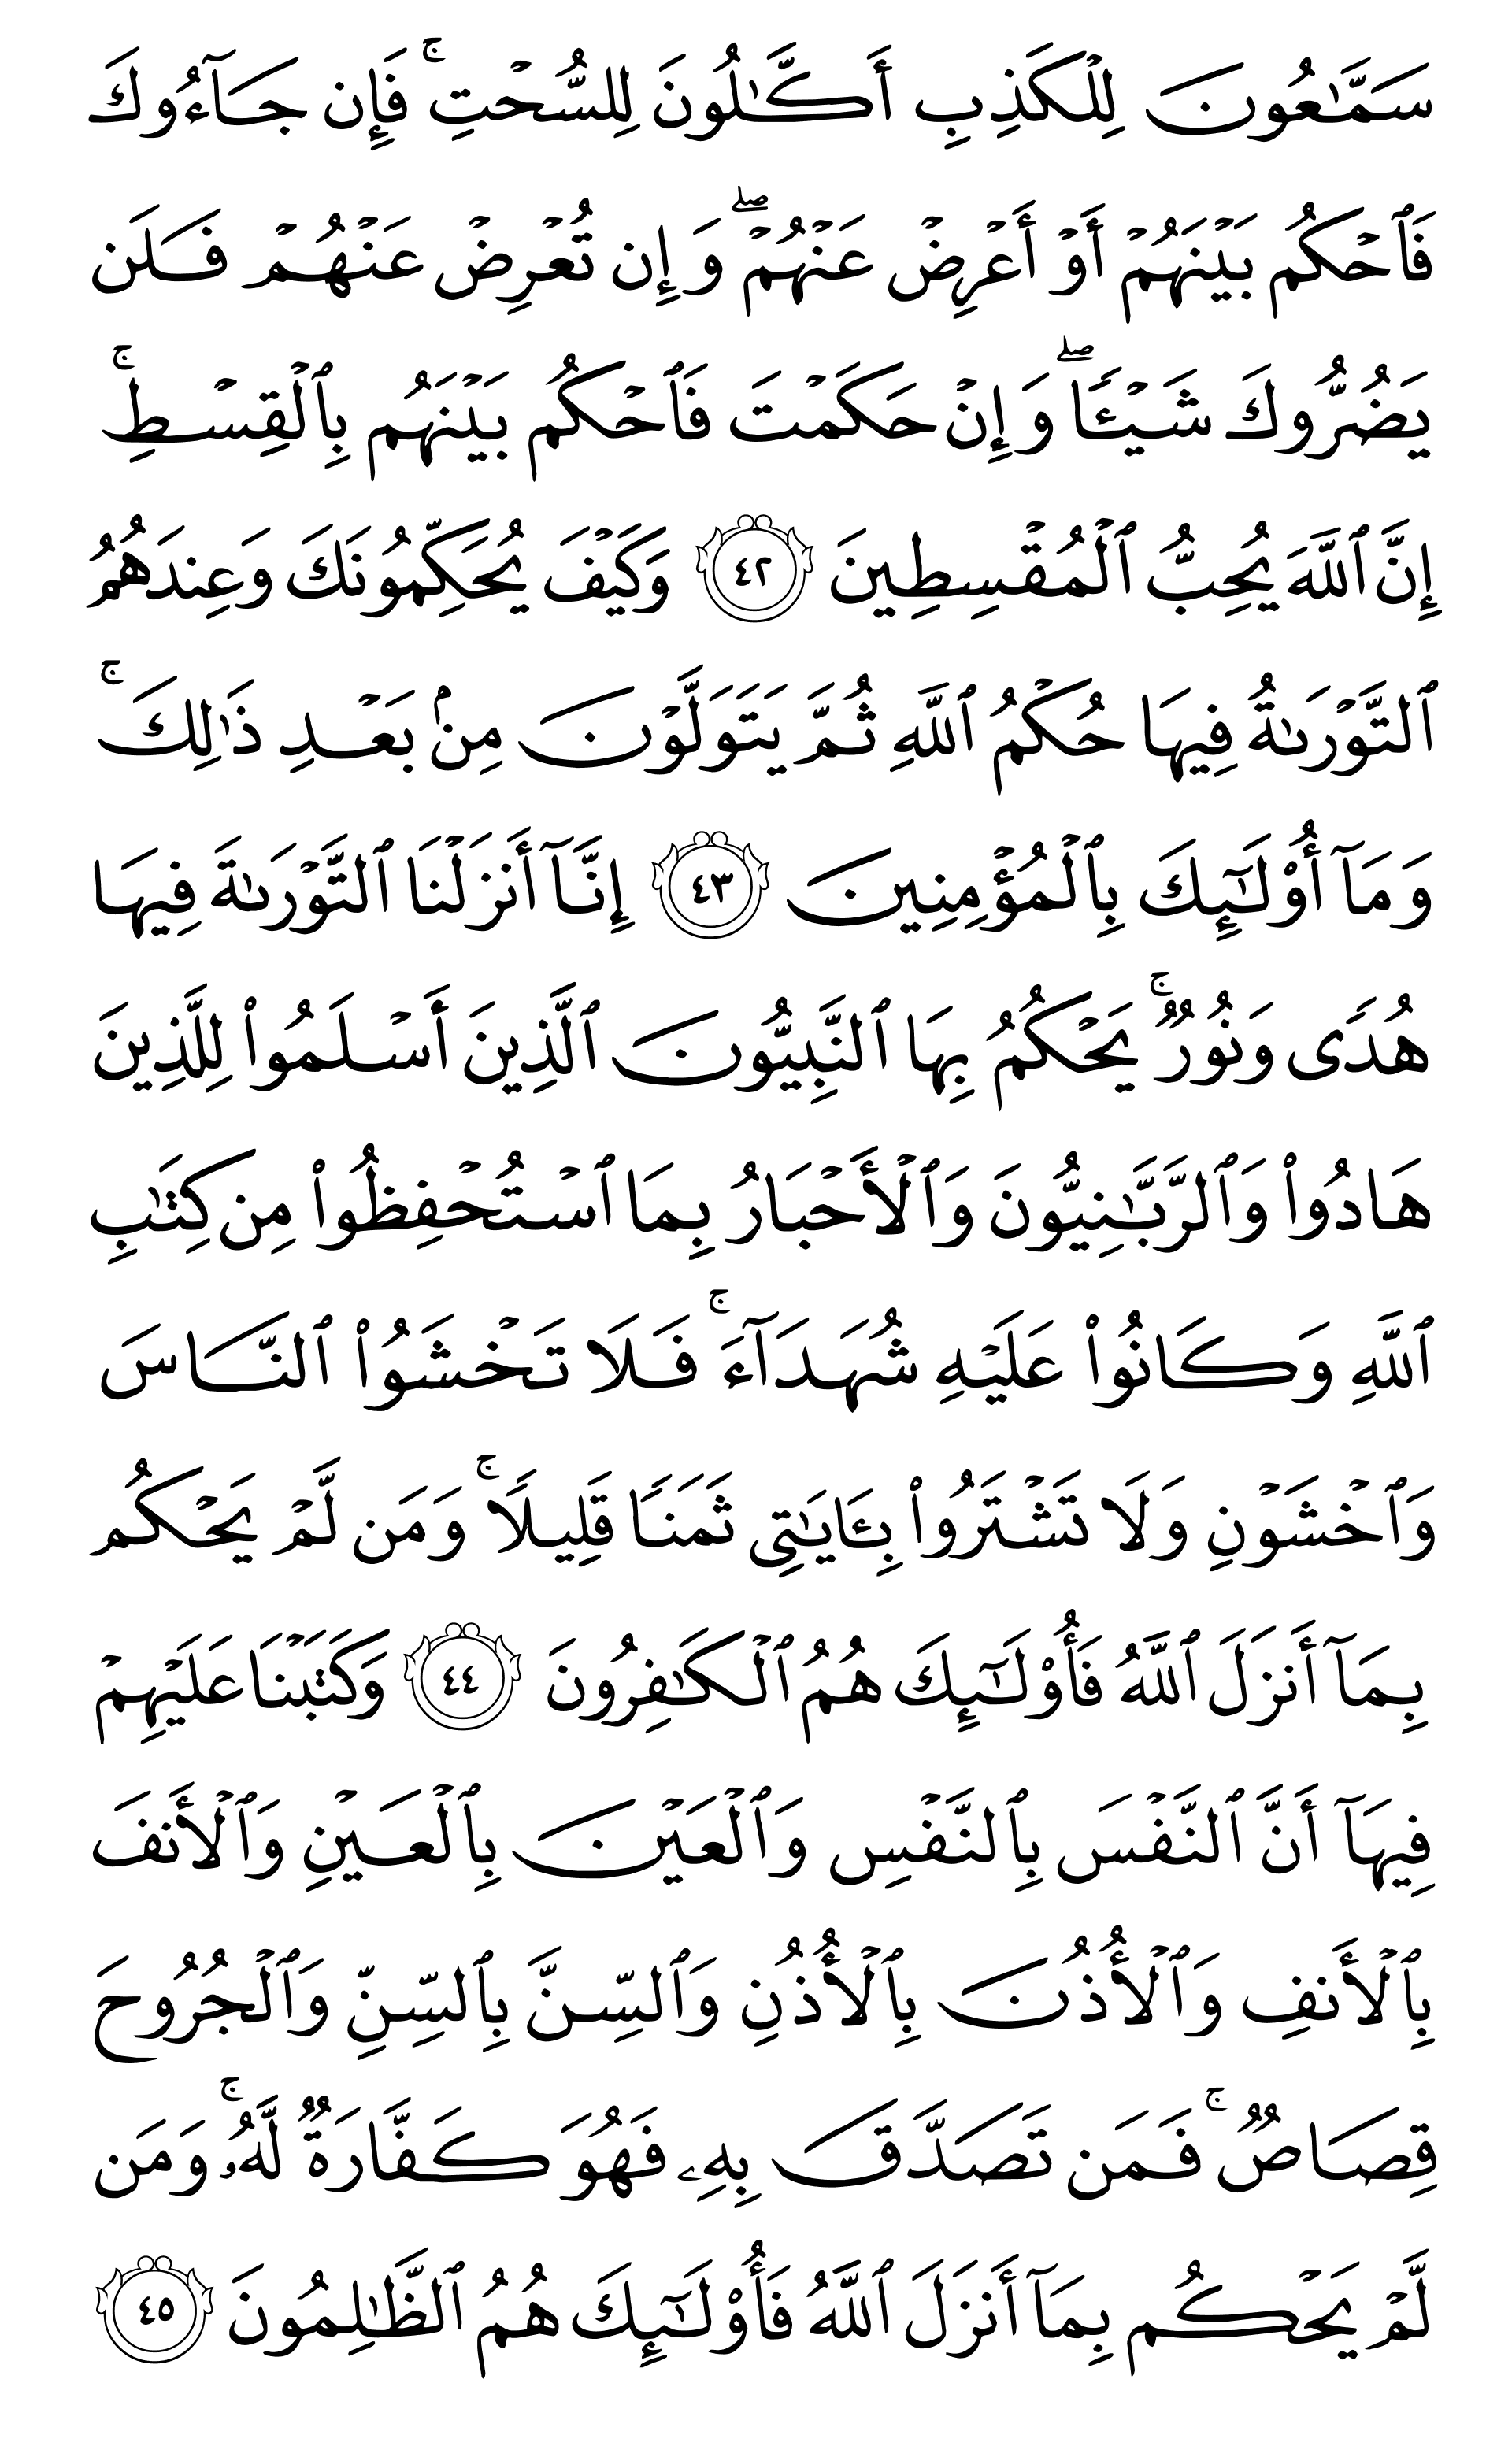 سَمَّٰعُونَ لِلۡكَذِبِ أَكَّٰلُونَ لِلسُّحۡتِۚ فَإِن جَآءُوكَ
فَٱحۡكُم بَيۡنَهُمۡ أَوۡ أَعۡرِضۡ عَنۡهُمۡۖ وَإِن تُعۡرِضۡ عَنۡهُمۡ فَلَن
يَضُرُّوكَ شَيۡـٔٗاۖ وَإِنۡ حَكَمۡتَ فَٱحۡكُم بَيۡنَهُم بِٱلۡقِسۡطِۚ
إِنَّ ٱللَّهَ يُحِبُّ ٱلۡمُقۡسِطِينَ ٤٢ وَكَيۡفَ يُحَكِّمُونَكَ وَعِندَهُمُ
ٱلتَّوۡرَىٰةُ فِيهَا حُكۡمُ ٱللَّهِ ثُمَّ يَتَوَلَّوۡنَ مِنۢ بَعۡدِ ذَٰلِكَۚ
وَمَآ أُوْلَٰٓئِكَ بِٱلۡمُؤۡمِنِينَ ٤٣ إِنَّآ أَنزَلۡنَا ٱلتَّوۡرَىٰةَ فِيهَا
هُدٗى وَنُورٞۚ يَحۡكُمُ بِهَا ٱلنَّبِيُّونَ ٱلَّذِينَ أَسۡلَمُواْ لِلَّذِينَ
هَادُواْ وَٱلرَّبَّٰنِيُّونَ وَٱلۡأَحۡبَارُ بِمَا ٱسۡتُحۡفِظُواْ مِن كِتَٰبِ
ٱللَّهِ وَكَانُواْ عَلَيۡهِ شُهَدَآءَۚ فَلَا تَخۡشَوُاْ ٱلنَّاسَ
وَٱخۡشَوۡنِ وَلَا تَشۡتَرُواْ بِـَٔايَٰتِي ثَمَنٗا قَلِيلٗاۚ وَمَن لَّمۡ يَحۡكُم
بِمَآ أَنزَلَ ٱللَّهُ فَأُوْلَٰٓئِكَ هُمُ ٱلۡكَٰفِرُونَ ٤٤ وَكَتَبۡنَا عَلَيۡهِمۡ
فِيهَآ أَنَّ ٱلنَّفۡسَ بِٱلنَّفۡسِ وَٱلۡعَيۡنَ بِٱلۡعَيۡنِ وَٱلۡأَنفَ
بِٱلۡأَنفِ وَٱلۡأُذُنَ بِٱلۡأُذُنِ وَٱلسِّنَّ بِٱلسِّنِّ وَٱلۡجُرُوحَ
قِصَاصٞۚ فَمَن تَصَدَّقَ بِهِۦ فَهُوَ كَفَّارَةٞ لَّهُۥۚ وَمَن
لَّمۡ يَحۡكُم بِمَآ أَنزَلَ ٱللَّهُ فَأُوْلَٰٓئِكَ هُمُ ٱلظَّٰلِمُونَ ٤٥